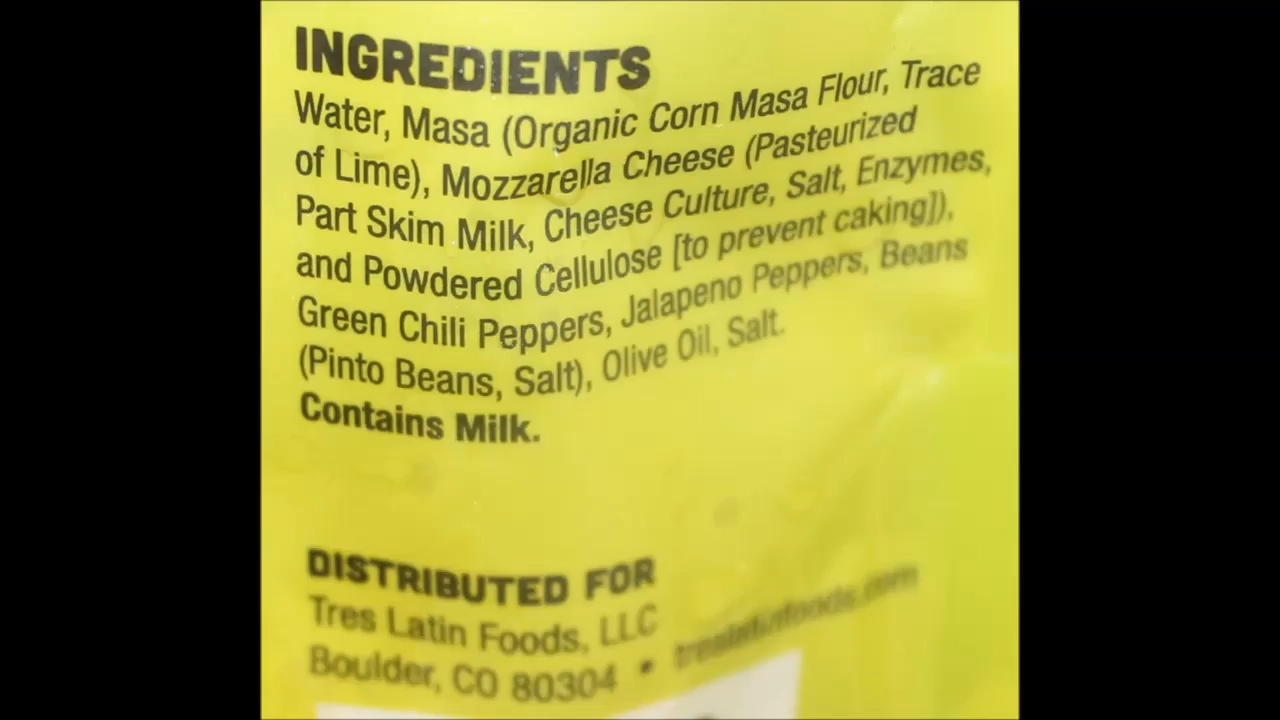 INGREDIENTS
Water, Masa (Organic Corn Masa Flour, Trace
of Lime), Mozzarella Cheese (Pasteurized
Part Skim Milk, Cheese Culture, Salt, Enzymes,
and Powdered Cellulose [to prevent caking]),
Green Chili Peppers, Jalapeno Peppers, Beans
(Pinto Beans, Salt), Olive Oil, Salt.
Contains Milk.
DISTRIBUTED FOR
Tres Latin Foods, LLC
Boulder, CO 80304 • treslatinfoods.com